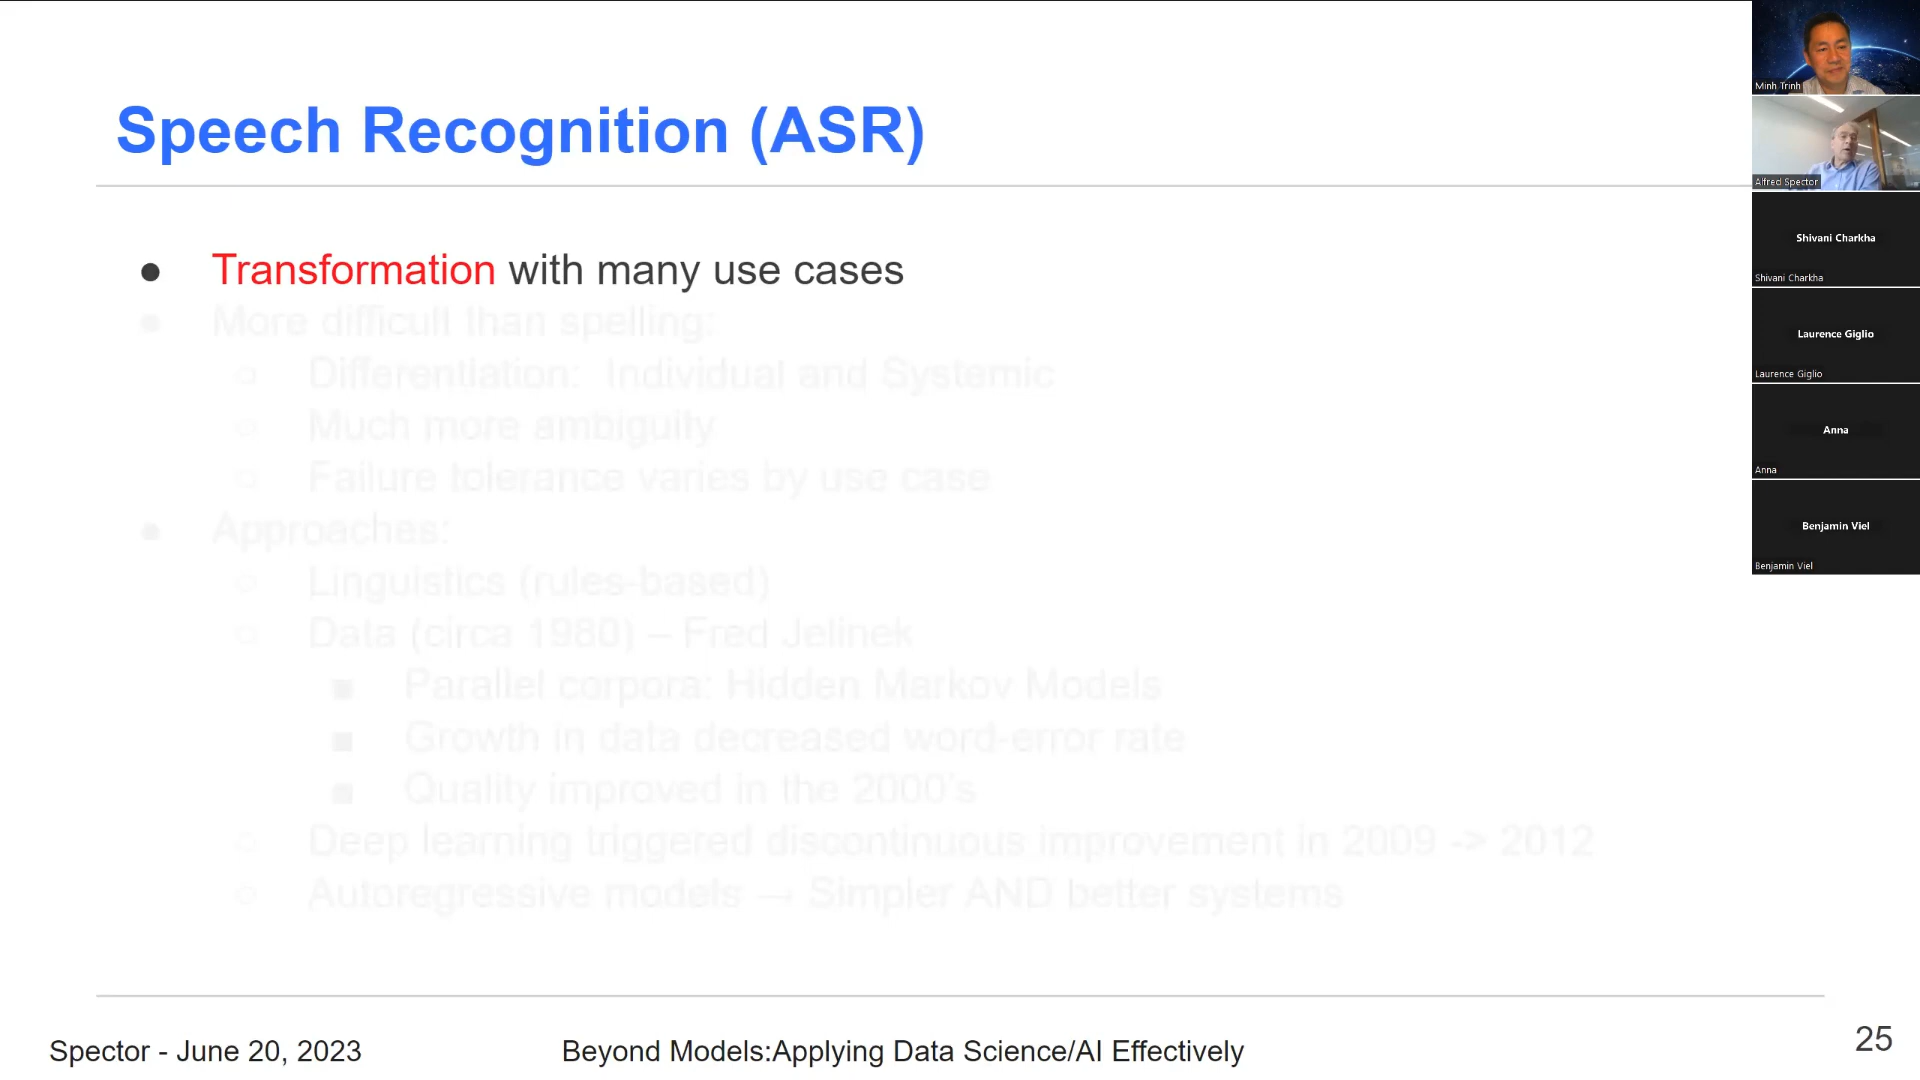 Speech Recognition (ASR)
● Transformation with many use cases
● More difficult than spelling:
○ Differentiation: Individual and Systemic
○ Much more ambiguity
○ Failure tolerance varies by use case
● Approaches:
○ Linguistics (rules-based)
○ Data (circa 1980) – Fred Jelinek
■ Parallel corpora: Hidden Markov Models
■ Growth in data decreased word-error rate
■ Quality improved in the 2000's
○ Deep learning triggered discontinuous improvement in 2009 -> 2012
○ Autoregressive models → Simpler AND better systems
Spector - June 20, 2023
Beyond Models:Applying Data Science/AI Effectively
25
Minh Trinh
Alfred Spector
Shivani Charkha
Shivani Charkha
Laurence Giglio
Laurence Giglio
Anna
Anna
Benjamin Viel
Benjamin Viel